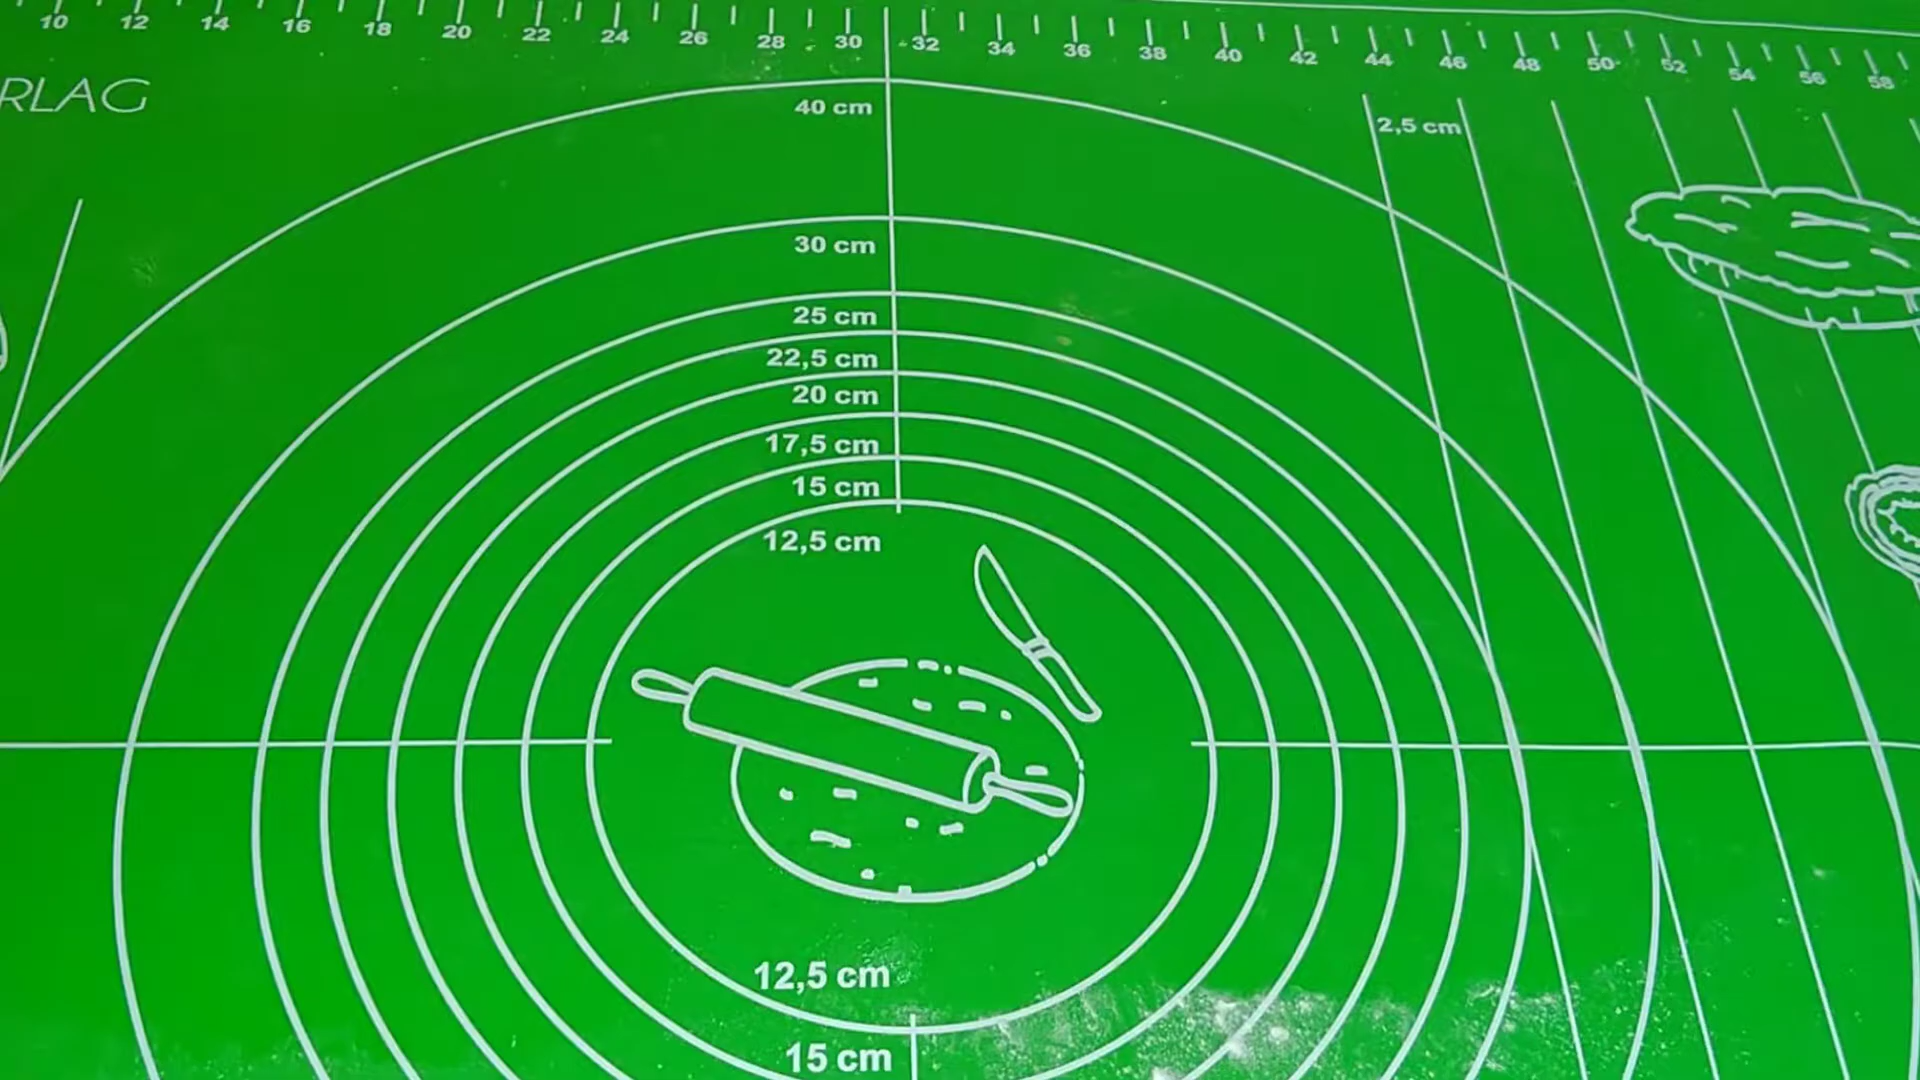 10 12 14 16 18 20 22 24 26 28 30 32 34 36 38 40 42 44 46 48 50 52 54 56 58
RLAG
40 cm
2,5 cm
30 cm
25 cm
22,5 cm
20 cm
17,5 cm
15 cm
12,5 cm
12,5 cm
15 cm